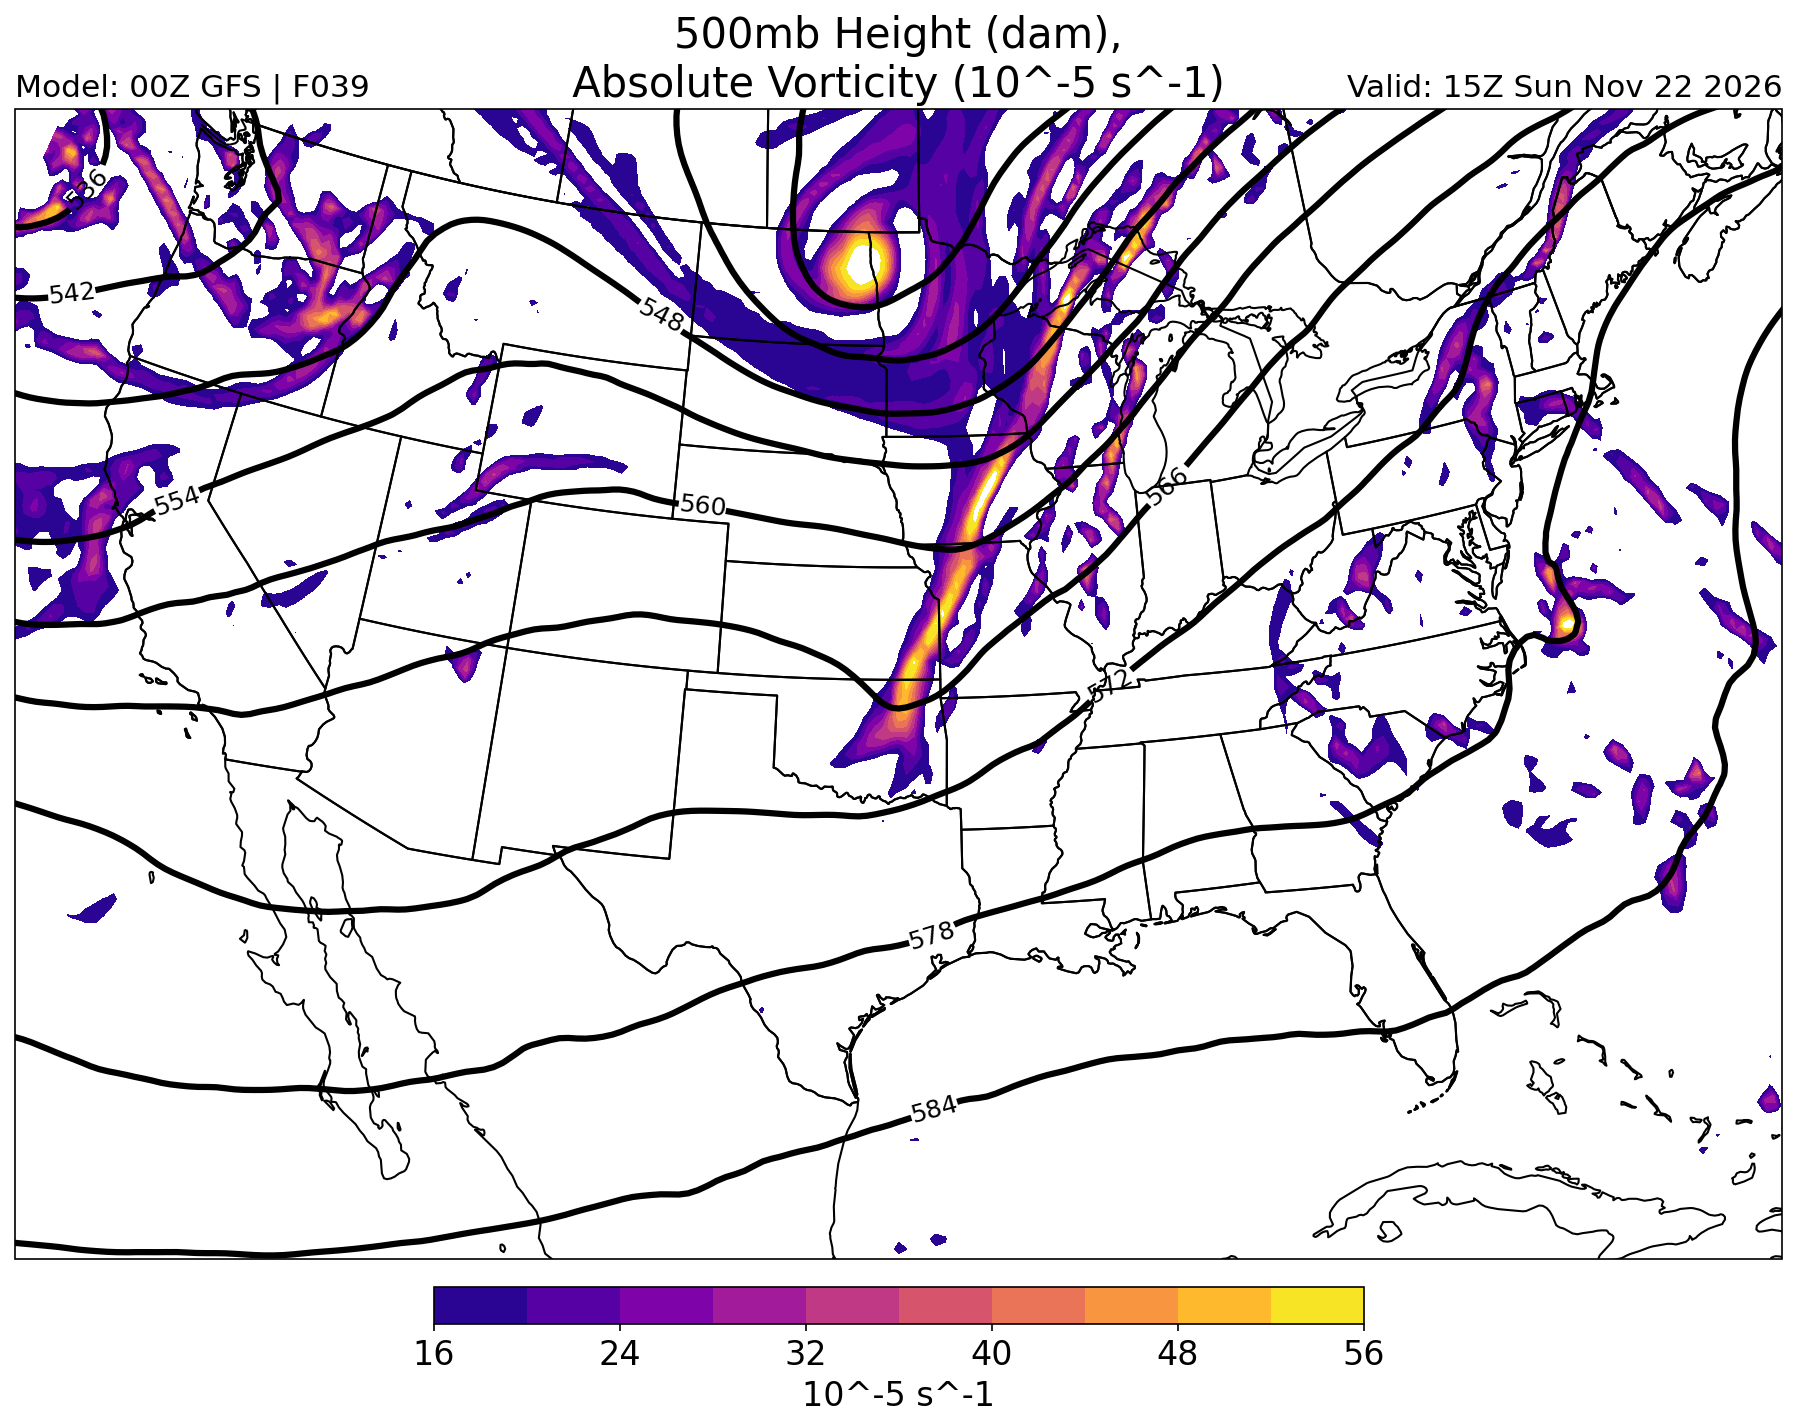 500mb Height (dam),
Model: 00Z GFS | F039
Absolute Vorticity (10^-5 s^-1)
Valid: 15Z Sun Nov 22 2026
536
542
548
554
560
566
572
578
584
16 24 32 40 48 56
10^-5 s^-1